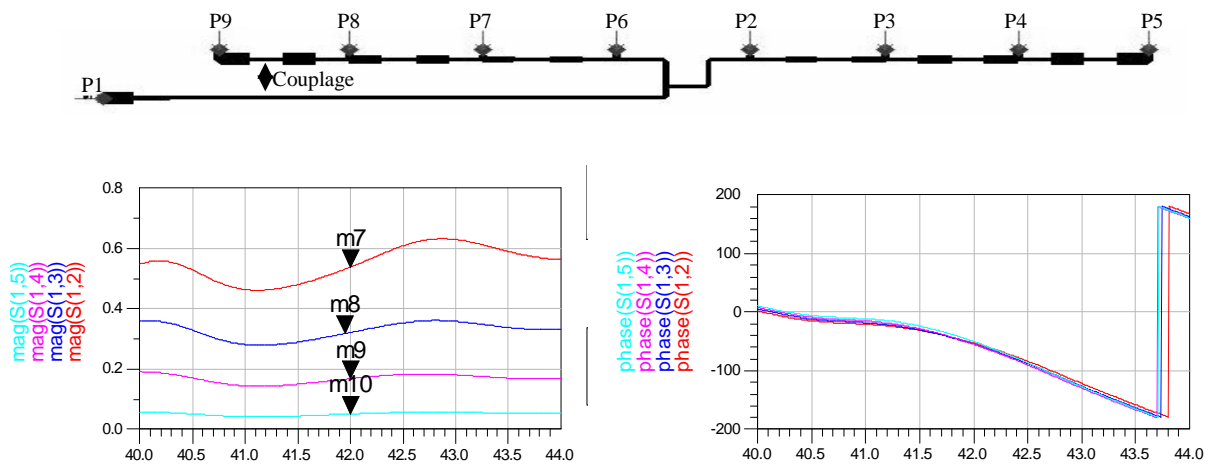 P9 P8 P7 P6 P2 P3 P4 P5
P1
Couplage
mag(S(1,5))
mag(S(1,4))
mag(S(1,3))
mag(S(1,2))
0.8
0.6
0.4
0.2
0.0
m7
m8
m9
m10
40.0 40.5 41.0 41.5 42.0 42.5 43.0 43.5 44.0
phase(S(1,5))
phase(S(1,4))
phase(S(1,3))
phase(S(1,2))
200
100
0
-100
-200
40.0 40.5 41.0 41.5 42.0 42.5 43.0 43.5 44.0